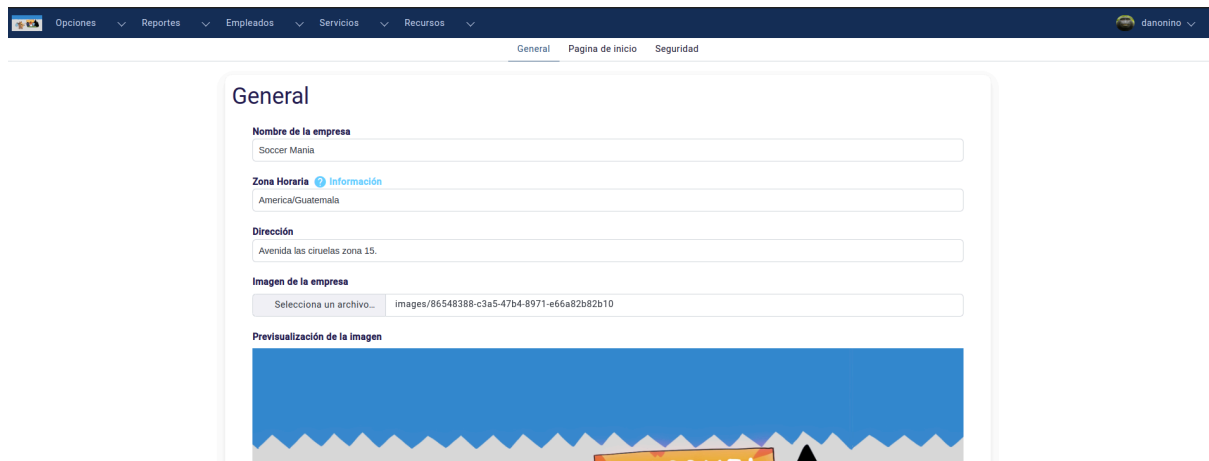 Opciones Reportes Empleados Servicios Recursos danonino
General Pagina de inicio Seguridad
General
Nombre de la empresa
Soccer Mania
Zona Horaria ? Información
America/Guatemala
Dirección
Avenida las ciruelas zona 15.
Imagen de la empresa
Selecciona un archivo... images/86548388-c3a5-47b4-8971-e66a82b82b10
Previsualización de la imagen